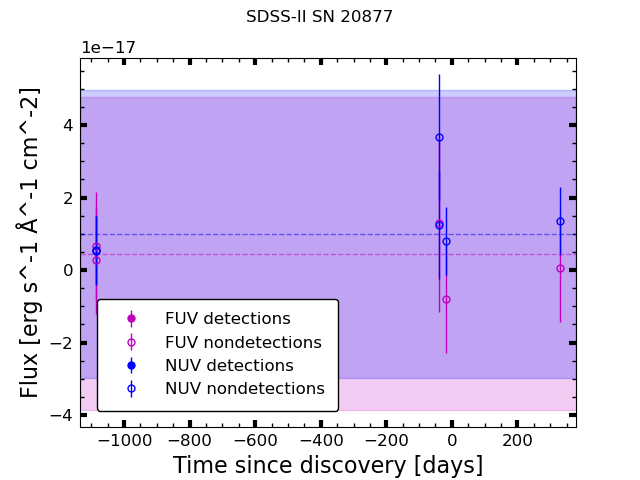 SDSS-II SN 20877
1e−17
Flux [erg s^-1 Å^-1 cm^-2]
4
2
0
−2
−4
FUV detections
FUV nondetections
NUV detections
NUV nondetections
−1000 −800 −600 −400 −200 0 200
Time since discovery [days]